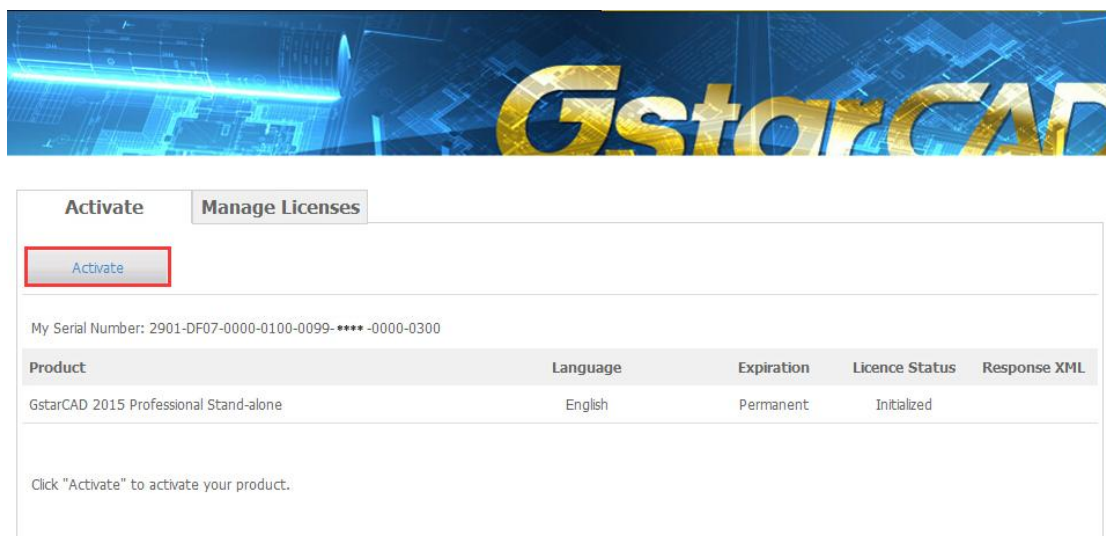 GstarCAD
Activate Manage Licenses
Activate
My Serial Number: 2901-DF07-0000-0100-0099-**** -0000-0300
Product Language Expiration Licence Status Response XML
GstarCAD 2015 Professional Stand-alone English Permanent Initialized
Click "Activate" to activate your product.